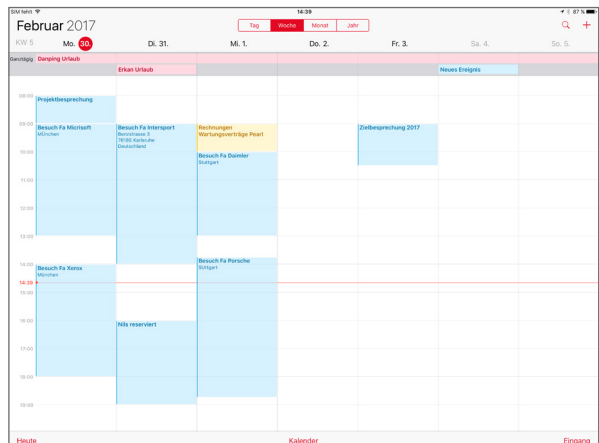 SIM fehlt 14:39 87 %
Februar 2017
Tag Woche Monat Jahr
KW 5 Mo. 30. Di. 31. Mi. 1. Do. 2. Fr. 3. Sa. 4. So. 5.
Ganztägig Danping Urlaub
Erkan Urlaub Neues Ereignis
08:00 Projektbesprechung
09:00 Besuch Fa Micrisoft
München
Besuch Fa Intersport
Borsstrasse 3
76185 Karlsruhe
Deutschland
Rechnungen
Wartungsverträge Pearl
Zielbesprechung 2017
10:00 Besuch Fa Daimler
Stuttgart
11:00
12:00
13:00
14:00 Besuch Fa Xerox
München
Besuch Fa Porsche
Stuttgart
14:39
15:00
16:00 Nils reserviert
17:00
18:00
19:00
Heute Kalender Eingang